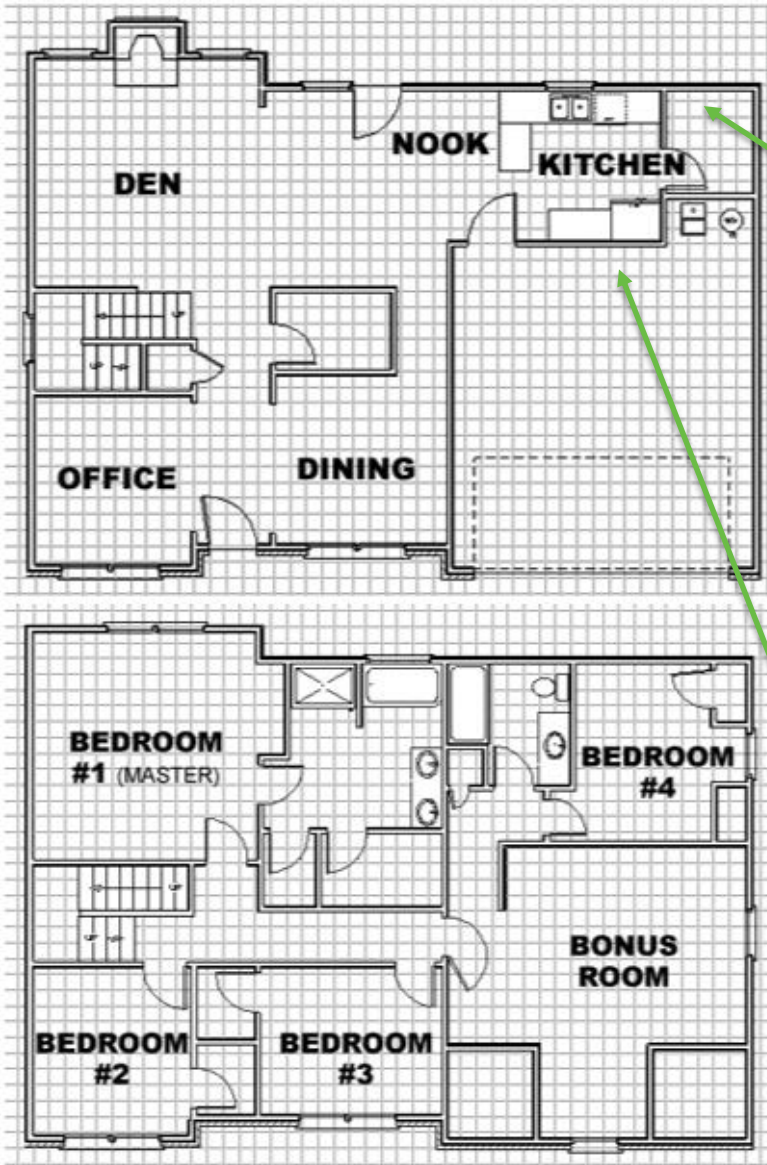 NOOK
KITCHEN
DEN
OFFICE
DINING
BEDROOM
#1 (MASTER)
BEDROOM
#4
BONUS
ROOM
BEDROOM
#2
BEDROOM
#3